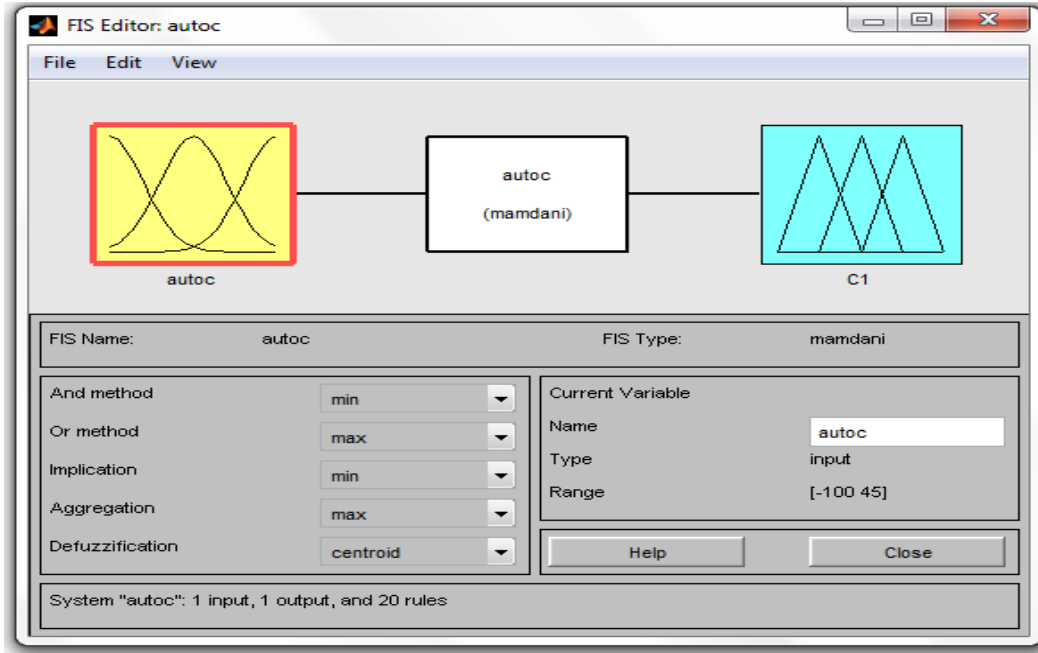 FIS Editor: autoc
File Edit View
autoc
(mamdani)
autoc
C1
FIS Name: autoc FIS Type: mamdani
And method min
Or method max
Implication min
Aggregation max
Defuzzification centroid
Current Variable
Name autoc
Type input
Range [-100 45]
Help Close
System "autoc": 1 input, 1 output, and 20 rules